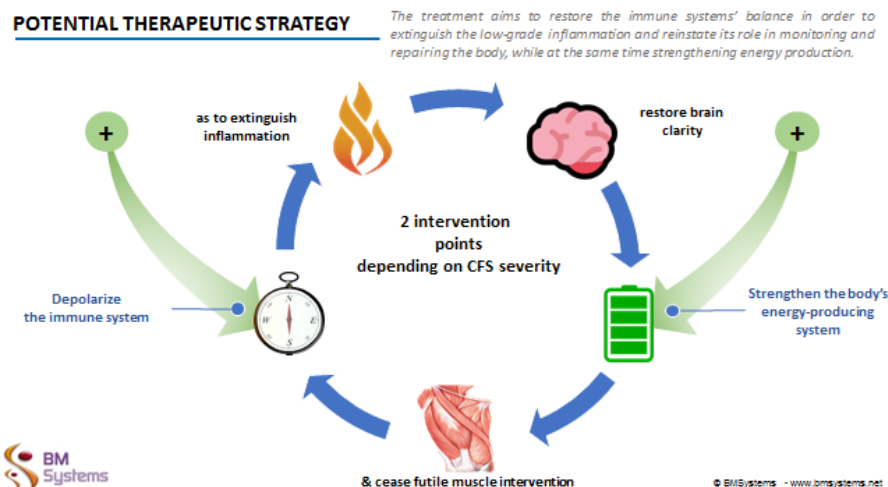 POTENTIAL THERAPEUTIC STRATEGY
The treatment aims to restore the immune systems' balance in order to
extinguish the low-grade inflammation and reinstate its role in monitoring and
repairing the body, while at the same time strengthening energy production.
+
as to extinguish
inflammation
restore brain
clarity
+
2 intervention
points
depending on CFS severity
Depolarize
the immune system
N
W
E
S
Strengthen the body's
energy-producing
system
& cease futile muscle intervention
BM
Systems
© BMSystems - www.bmsystems.net